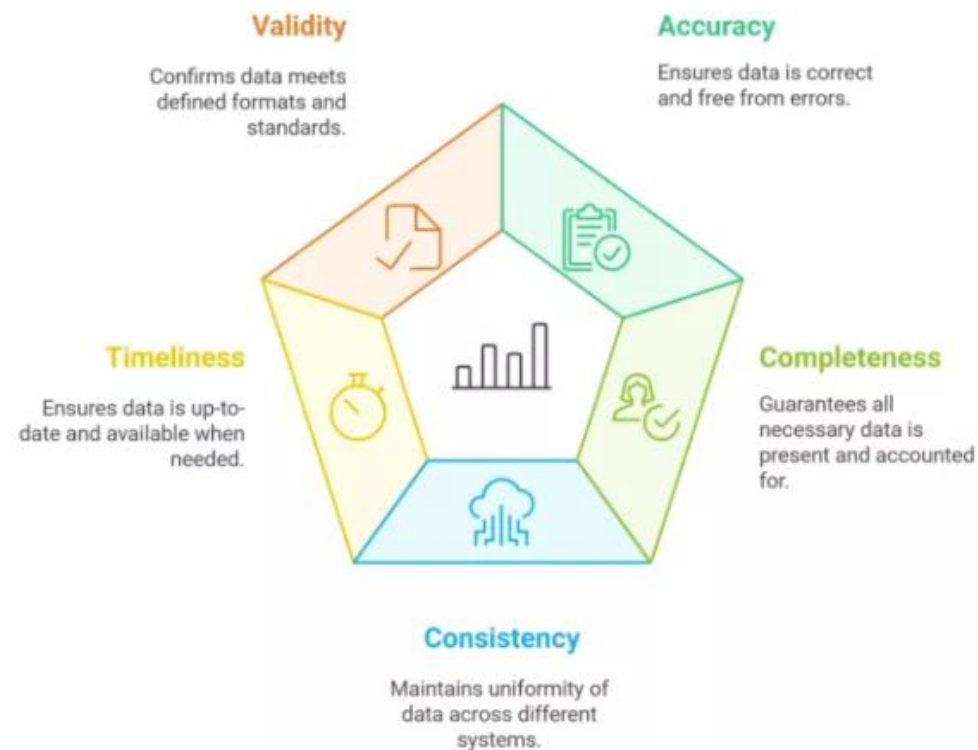 Validity
Confirms data meets
defined formats and
standards.
Accuracy
Ensures data is correct
and free from errors.
Timeliness
Ensures data is up-to-
date and available when
needed.
Completeness
Guarantees all
necessary data is
present and accounted
for.
Consistency
Maintains uniformity of
data across different
systems.